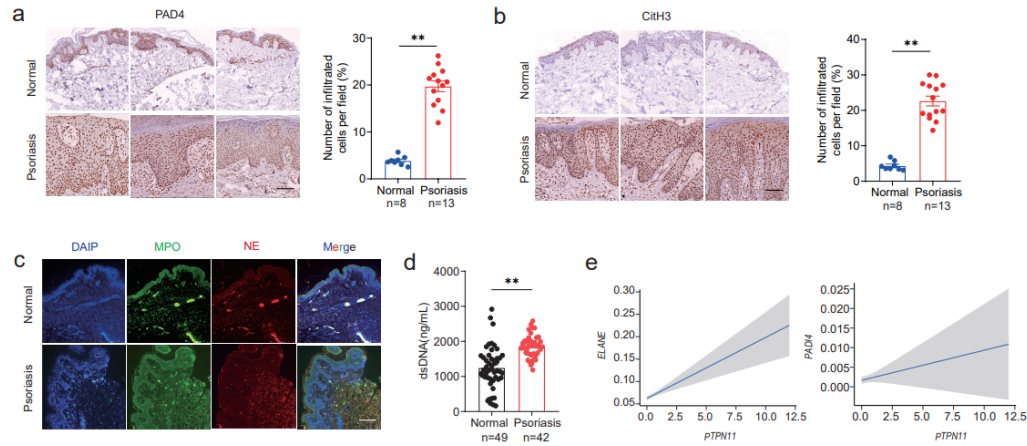 a
PAD4
Normal
Psoriasis
Number of infiltrated
cells per field (%)
30
20
10
0
**
Normal
n=8
Psoriasis
n=13
b
CitH3
Normal
Psoriasis
Number of infiltrated
cells per field (%)
40
30
20
10
0
**
Normal
n=8
Psoriasis
n=13
c
DAIP
MPO
NE
Merge
Normal
Psoriasis
d
dsDNA(ng/mL)
4000
3000
2000
1000
0
**
Normal
n=49
Psoriasis
n=42
e
ELANE
0.30
0.25
0.20
0.15
0.10
0.05
0.0
2.5
5.0
7.5
10.0
12.5
pTPN11
PADI4
0.025
0.020
0.015
0.010
0.005
0.000
0.0
2.5
5.0
7.5
10.0
12.5
pTPN11